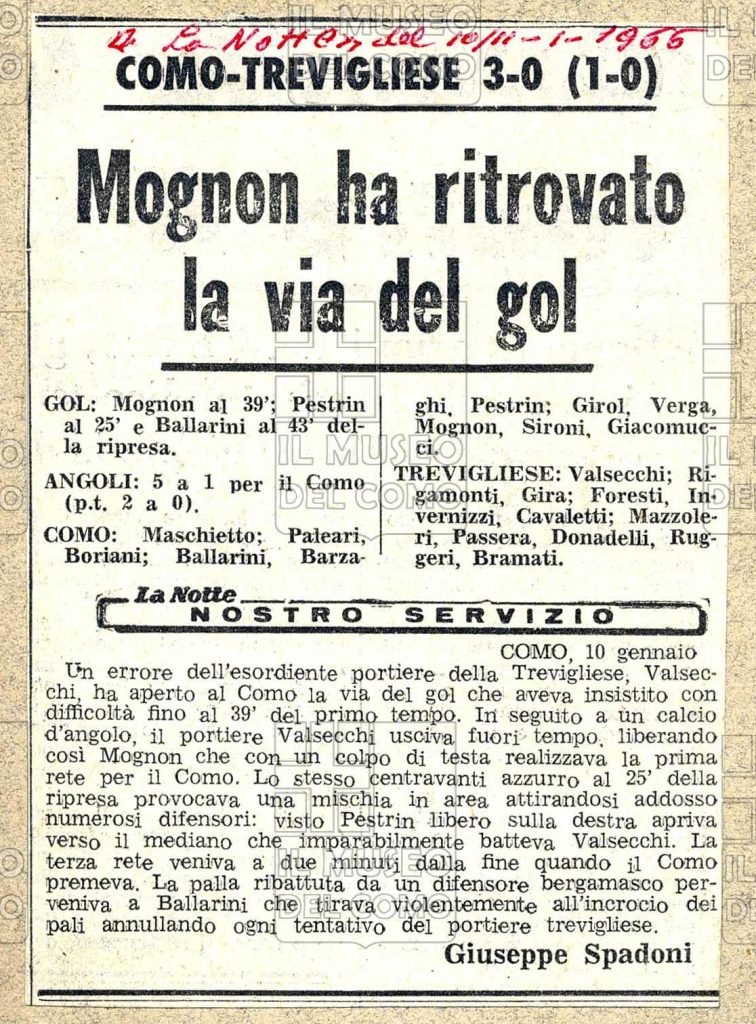 Da "La Notte" del 10/11-1-1966
COMO-TREVIGLIESE 3-0 (1-0)
Mognon ha ritrovato
la via del gol
GOL: Mognon al 39'; Pestrin
al 25' e Ballarini al 43' del-
la ripresa.
ANGOLI: 5 a 1 per il Como
(p.t. 2 a 0).
COMO: Maschietto; Paleari,
Boriani; Ballarini, Barza-
ghi, Pestrin; Girol, Verga,
Mognon, Sironi, Giacomuc-
ci.
TREVIGLIESE: Valsecchi; Ri-
gamonti, Gira; Foresti, In-
vernizzi, Cavaletti; Mazzole-
ri, Passera, Donadelli, Rug-
geri, Bramati.
La Notte
NOSTRO SERVIZIO
COMO, 10 gennaio
Un errore dell'esordiente portiere della Trevigliese, Valsec-
chi, ha aperto al Como la via del gol che aveva insistito con
difficoltà fino al 39' del primo tempo. In seguito a un calcio
d'angolo, il portiere Valsecchi usciva fuori tempo, liberando
così Mognon che con un colpo di testa realizzava la prima
rete per il Como. Lo stesso centravanti azzurro al 25' della
ripresa provocava una mischia in area attirandosi addosso
numerosi difensori: visto Pestrin libero sulla destra apriva
verso il mediano che imparabilmente batteva Valsecchi. La
terza rete veniva a due minuti dalla fine quando il Como
premeva. La palla ribattuta da un difensore bergamasco per-
veniva a Ballarini che tirava violentemente all'incrocio dei
pali annullando ogni tentativo del portiere trevigliese.
Giuseppe Spadoni
IL MUSEO
DEL COMO